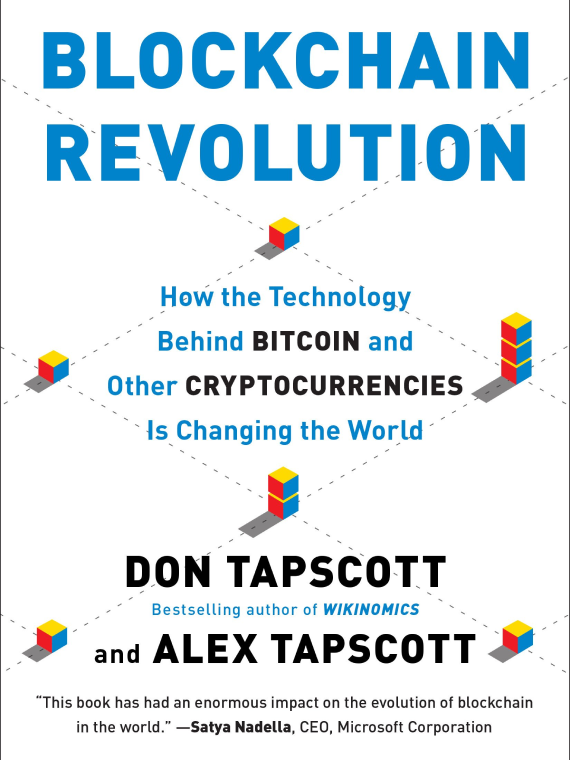 BLOCKCHAIN
REVOLUTION
How the Technology
Behind BITCOIN and
Other CRYPTOCURRENCIES
Is Changing the World
DON TAPSCOTT
Bestselling author of WIKINOMICS
and ALEX TAPSCOTT
“This book has had an enormous impact on the evolution of blockchain
in the world.” —Satya Nadella, CEO, Microsoft Corporation